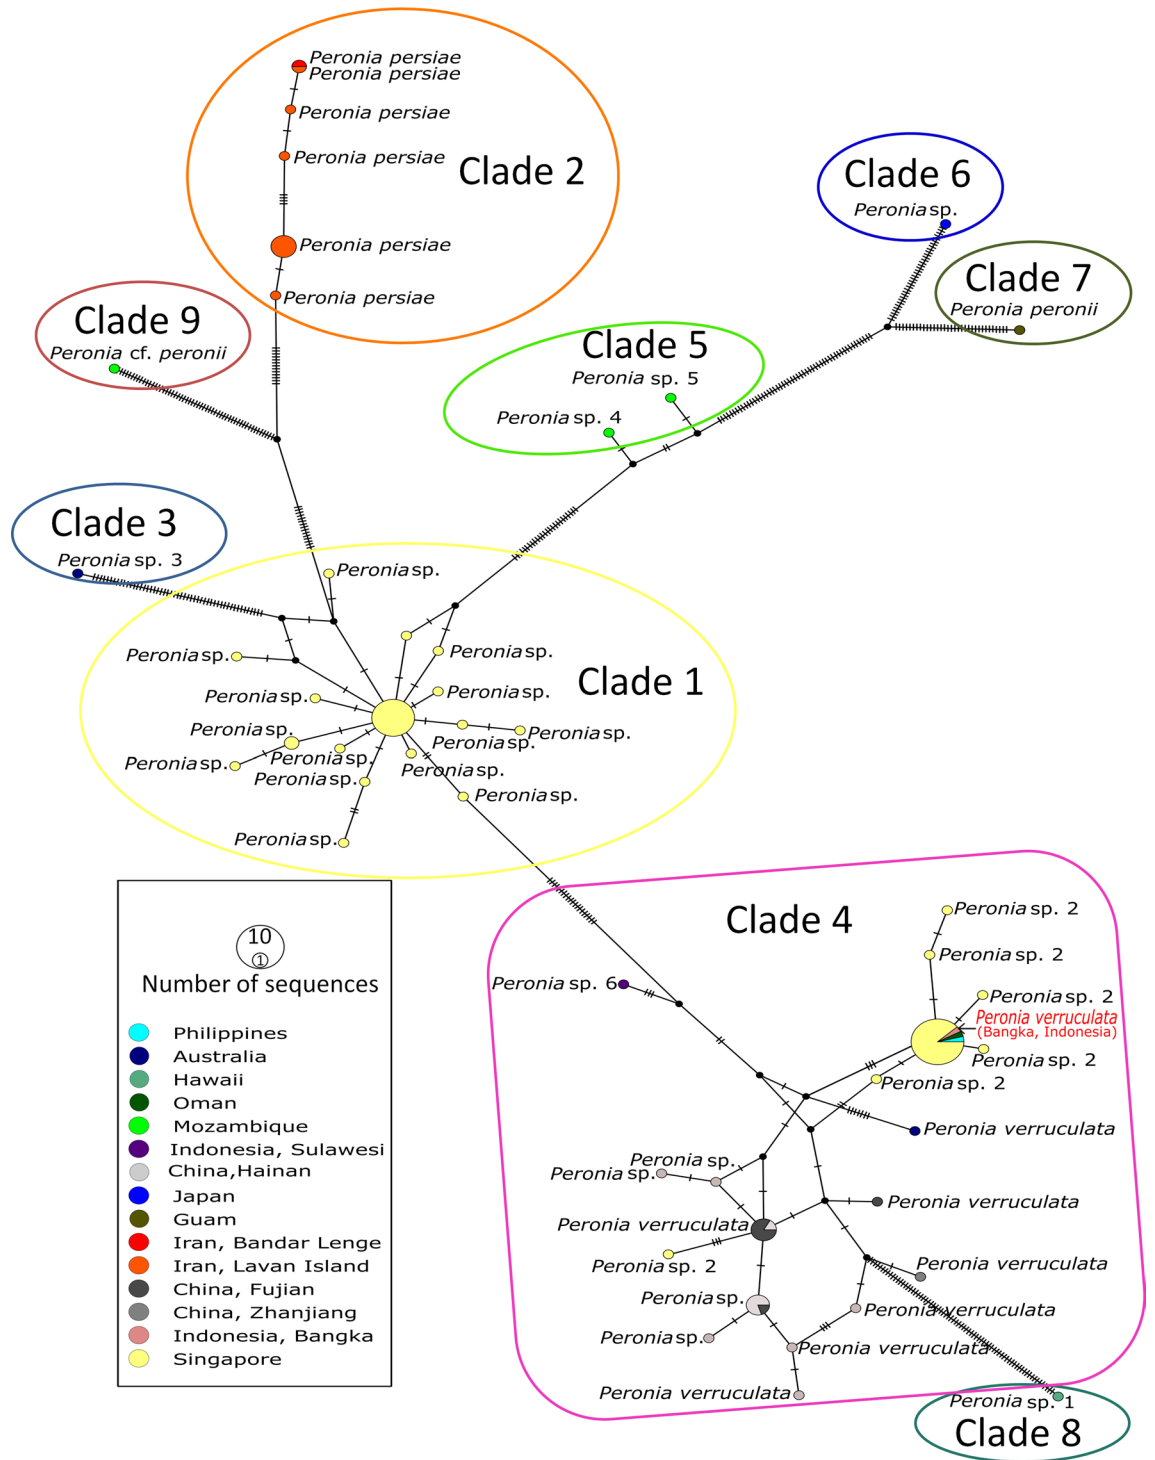 Peronia persiae
Peronia persiae
Peronia persiae
Peronia persiae
Clade 2
Peronia persiae
Peronia persiae
Clade 6
Peronia sp.
Clade 7
Peronia peronii
Clade 9
Peronia cf. peronii
Clade 5
Peronia sp. 5
Peronia sp. 4
Clade 3
Peronia sp. 3
Peronia sp.
Peronia sp.
Peronia sp.
Clade 1
Peronia sp.
Peronia sp.
Peronia sp.
Peronia sp.
Peronia sp.
Peronia sp.
Peronia sp.
Peronia sp.
Peronia sp.
Peronia sp.
Peronia sp.
10
1
Number of sequences
Philippines
Australia
Hawaii
Oman
Mozambique
Indonesia, Sulawesi
China,Hainan
Japan
Guam
Iran, Bandar Lenge
Iran, Lavan Island
China, Fujian
China, Zhanjiang
Indonesia, Bangka
Singapore
Clade 4
Peronia sp. 2
Peronia sp. 2
Peronia sp. 6
Peronia sp. 2
Peronia verruculata
(Bangka, Indonesia)
Peronia sp. 2
Peronia sp. 2
Peronia verruculata
Peronia sp.
Peronia sp.
Peronia verruculata
Peronia verruculata
Peronia sp. 2
Peronia verruculata
Peronia sp.
Peronia verruculata
Peronia sp.
Peronia verruculata
Peronia verruculata
Peronia sp. 1
Clade 8